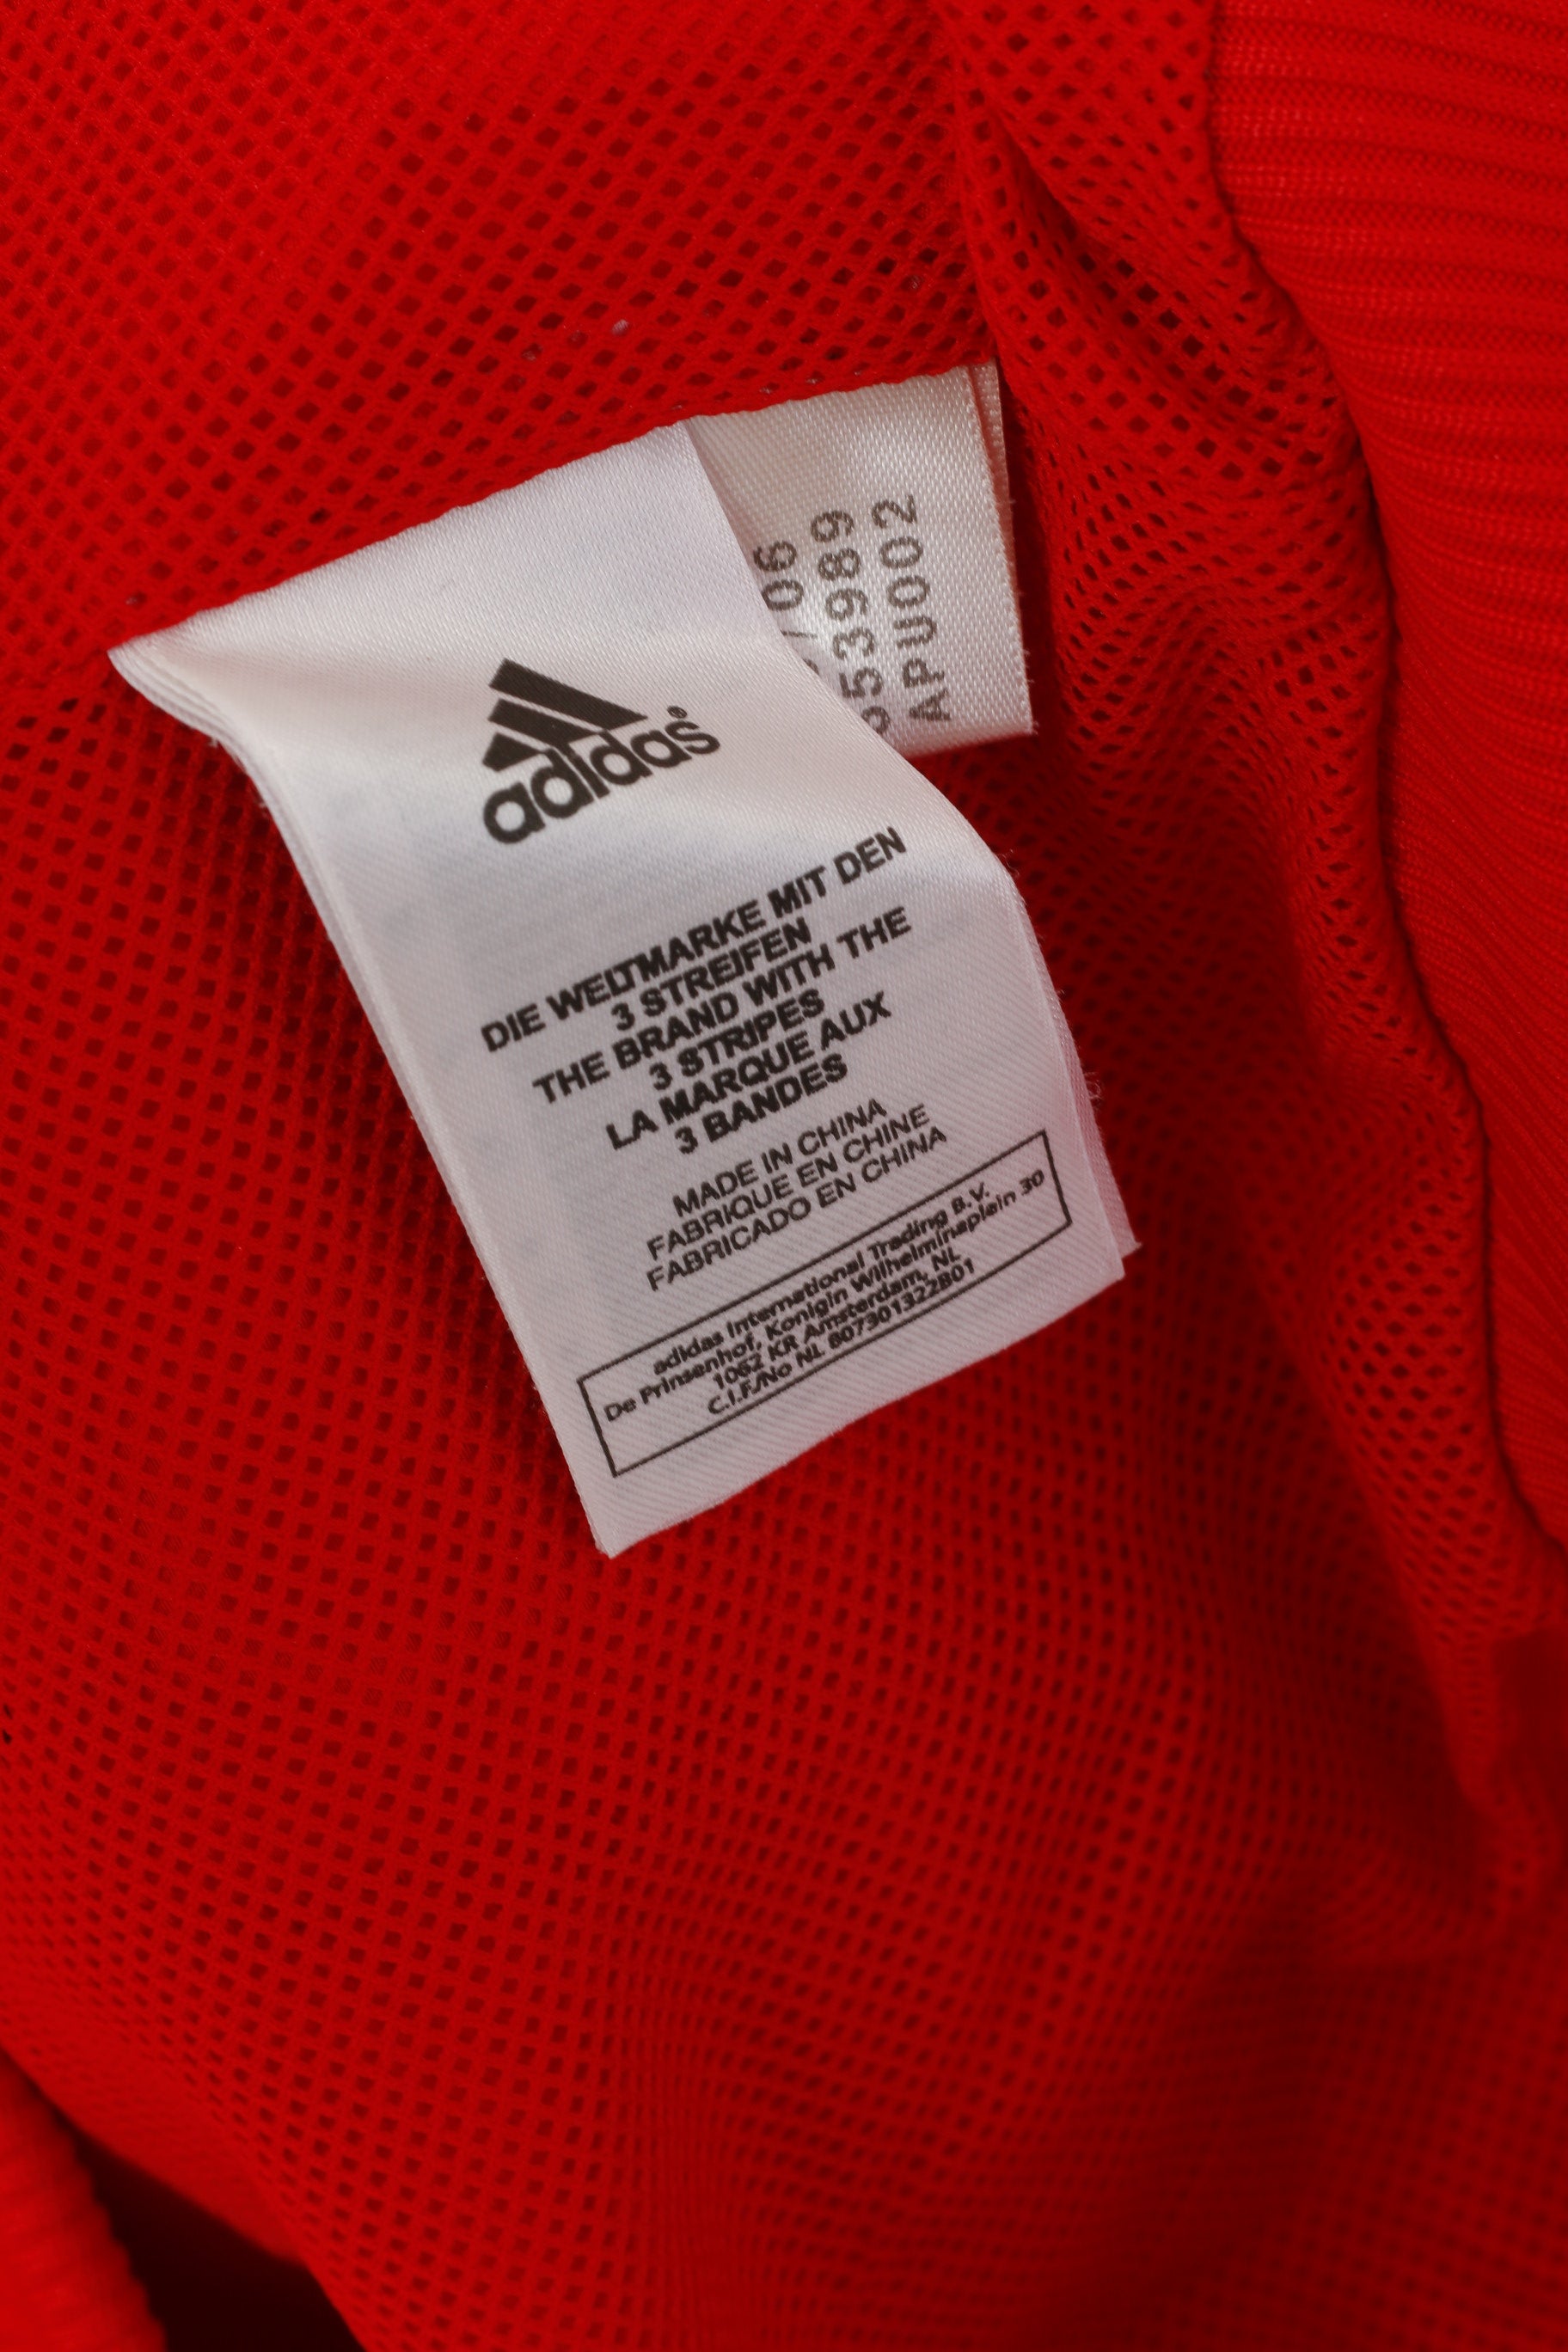 adidas®
DIE WELTMARKE MIT DEN
3 STREIFEN
THE BRAND WITH THE
3 STRIPES
LA MARQUE AUX
3 BANDES
MADE IN CHINA
FABRIQUE EN CHINE
FABRICADO EN CHINA
adidas International Trading B.V.
De Prinsenhof, Konigin Wilhelminaplein 30
1062 KR Amsterdam, NL
C.I.F./No NL 807301322B01
/06
53989
APU002